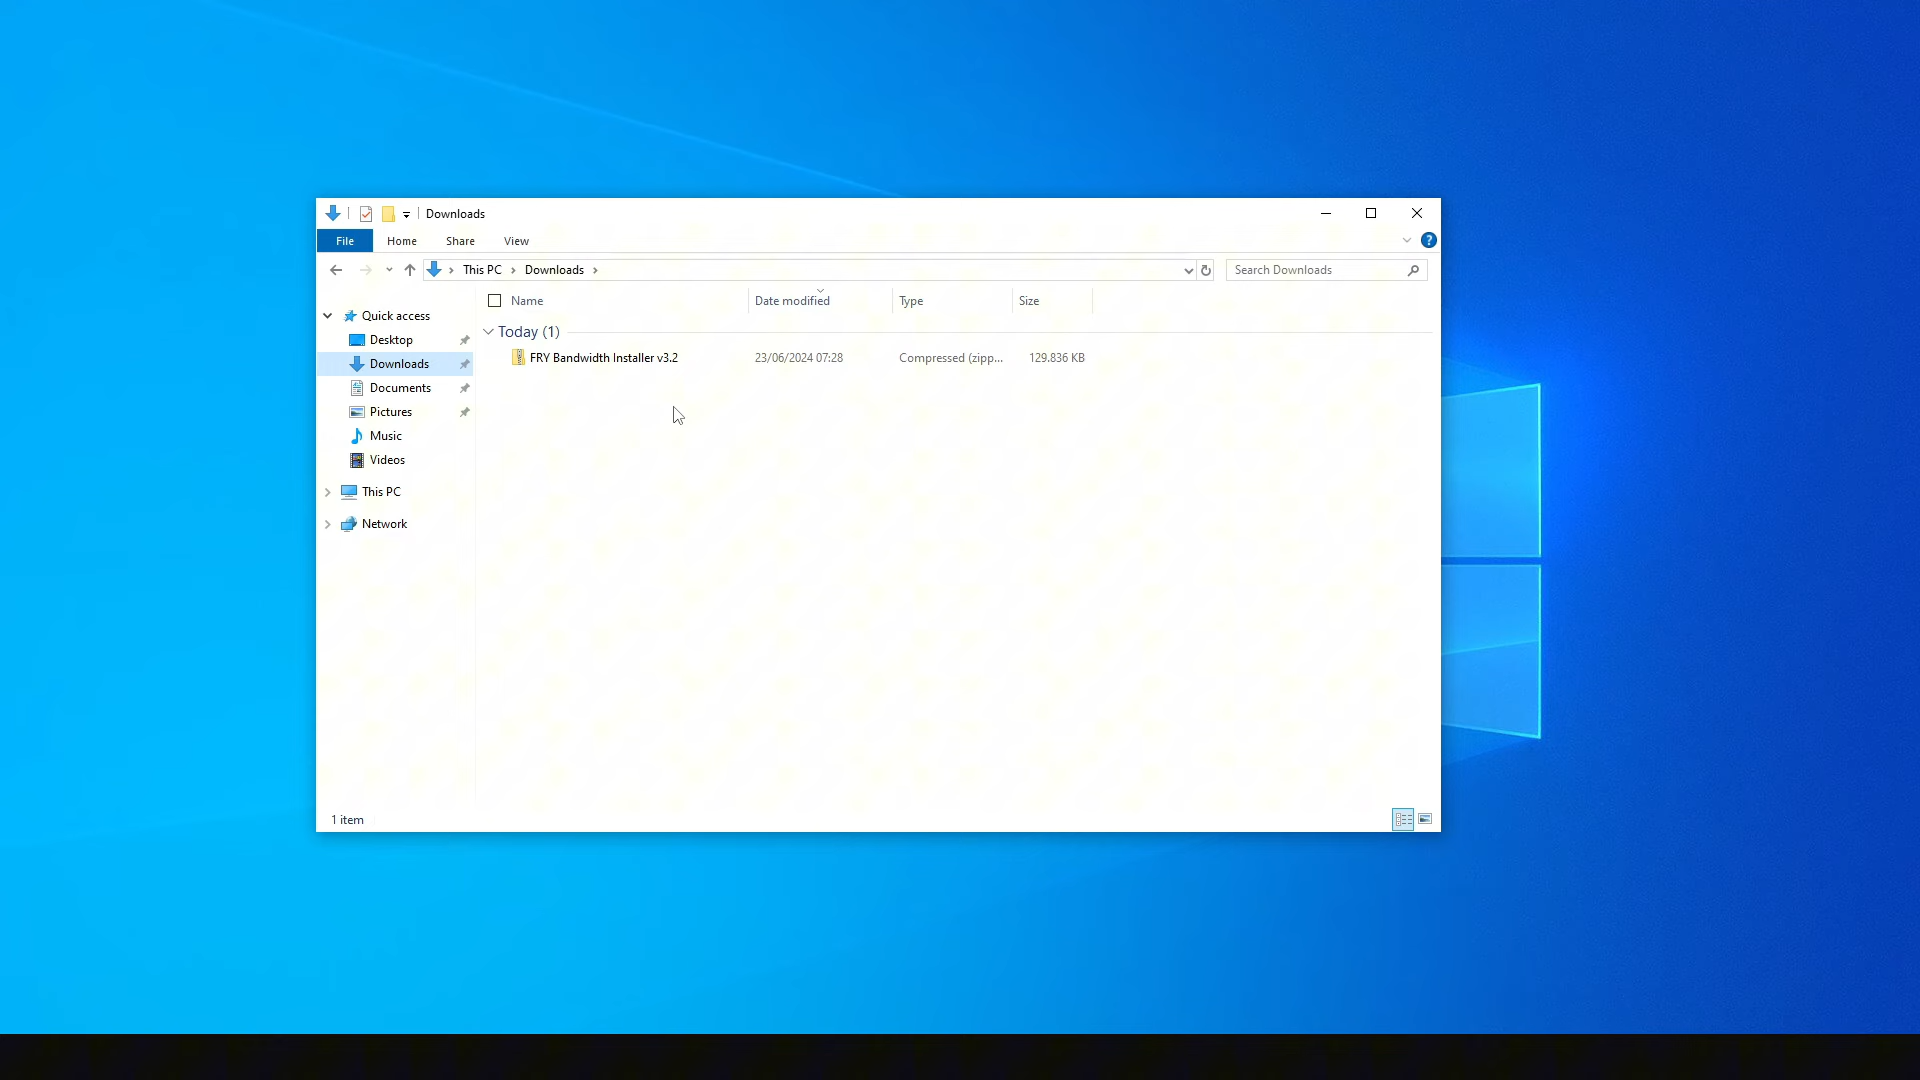 Downloads
File Home Share View
?
This PC Downloads
Search Downloads
Name Date modified Type Size
Quick access
Today (1)
Desktop
FRY Bandwidth Installer v3.2 23/06/2024 07:28 Compressed (zipp... 129.836 KB
Downloads
Documents
Pictures
Music
Videos
This PC
Network
1 item